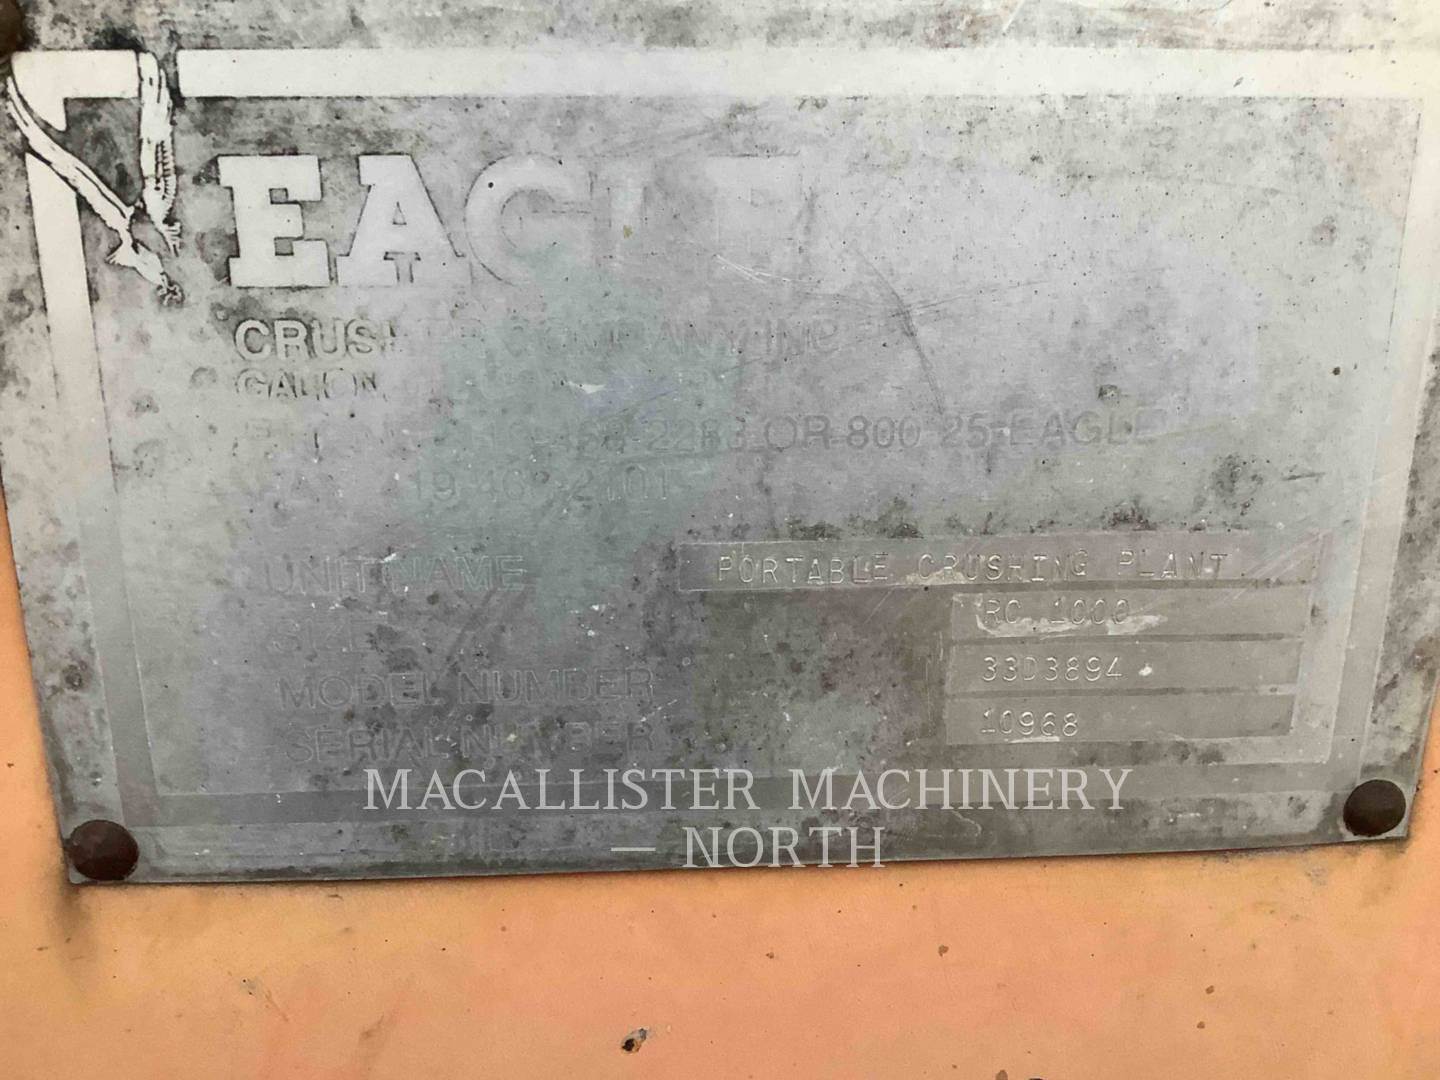 EAGLE
CRUSHER COMPANY INC
GALION,
OR 800-25-EAGLE
UNIT NAME PORTABLE CRUSHING PLANT
SIZE RC 1000
MODEL NUMBER 33D3894
SERIAL NUMBER 10968
MACALLISTER MACHINERY
— NORTH